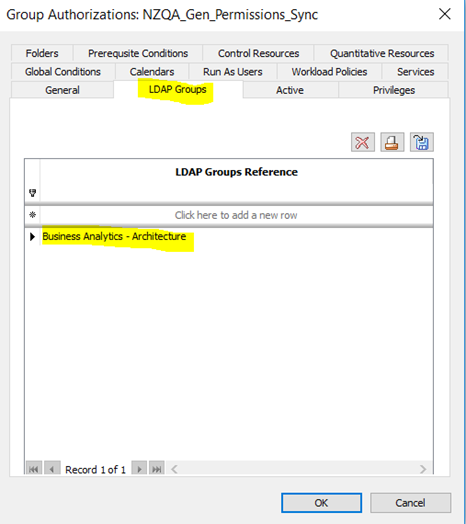 Group Authorizations: NZQA_Gen_Permissions_Sync
Folders Prerequsite Conditions Control Resources Quantitative Resources
Global Conditions Calendars Run As Users Workload Policies Services
General LDAP Groups Active Privileges
LDAP Groups Reference
Click here to add a new row
Business Analytics - Architecture
Record 1 of 1
OK Cancel